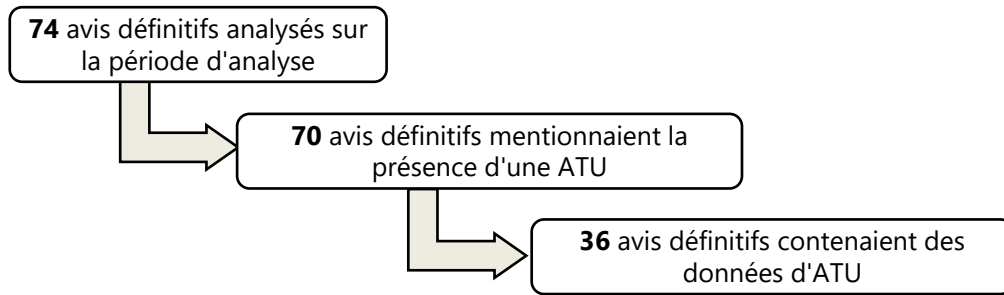 74 avis définitifs analysés sur
la période d'analyse
70 avis définitifs mentionnaient la
présence d'une ATU
36 avis définitifs contenaient des
données d'ATU